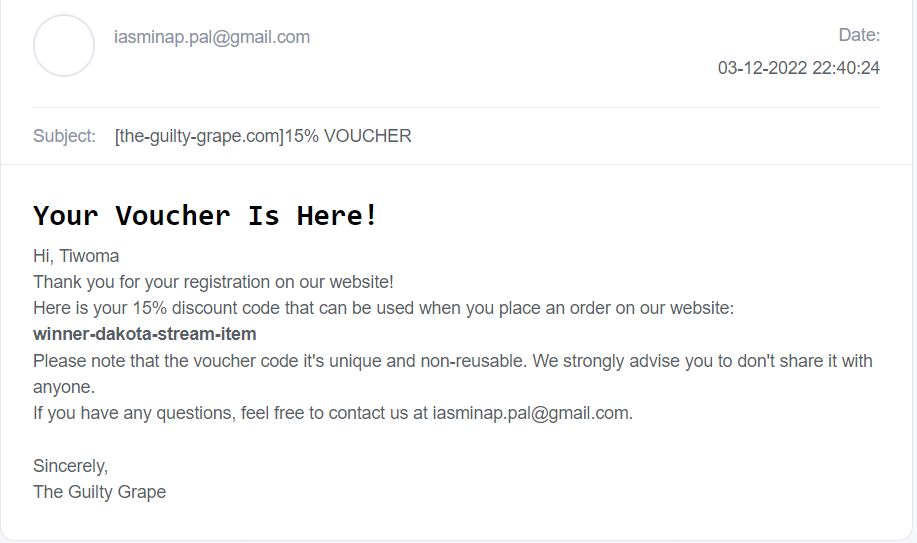 iasminap.pal@gmail.com
Date:
03-12-2022 22:40:24
Subject: [the-guilty-grape.com]15% VOUCHER
Your Voucher Is Here!
Hi, Tiwoma
Thank you for your registration on our website!
Here is your 15% discount code that can be used when you place an order on our website:
winner-dakota-stream-item
Please note that the voucher code it's unique and non-reusable. We strongly advise you to don't share it with
anyone.
If you have any questions, feel free to contact us at iasminap.pal@gmail.com.
Sincerely,
The Guilty Grape